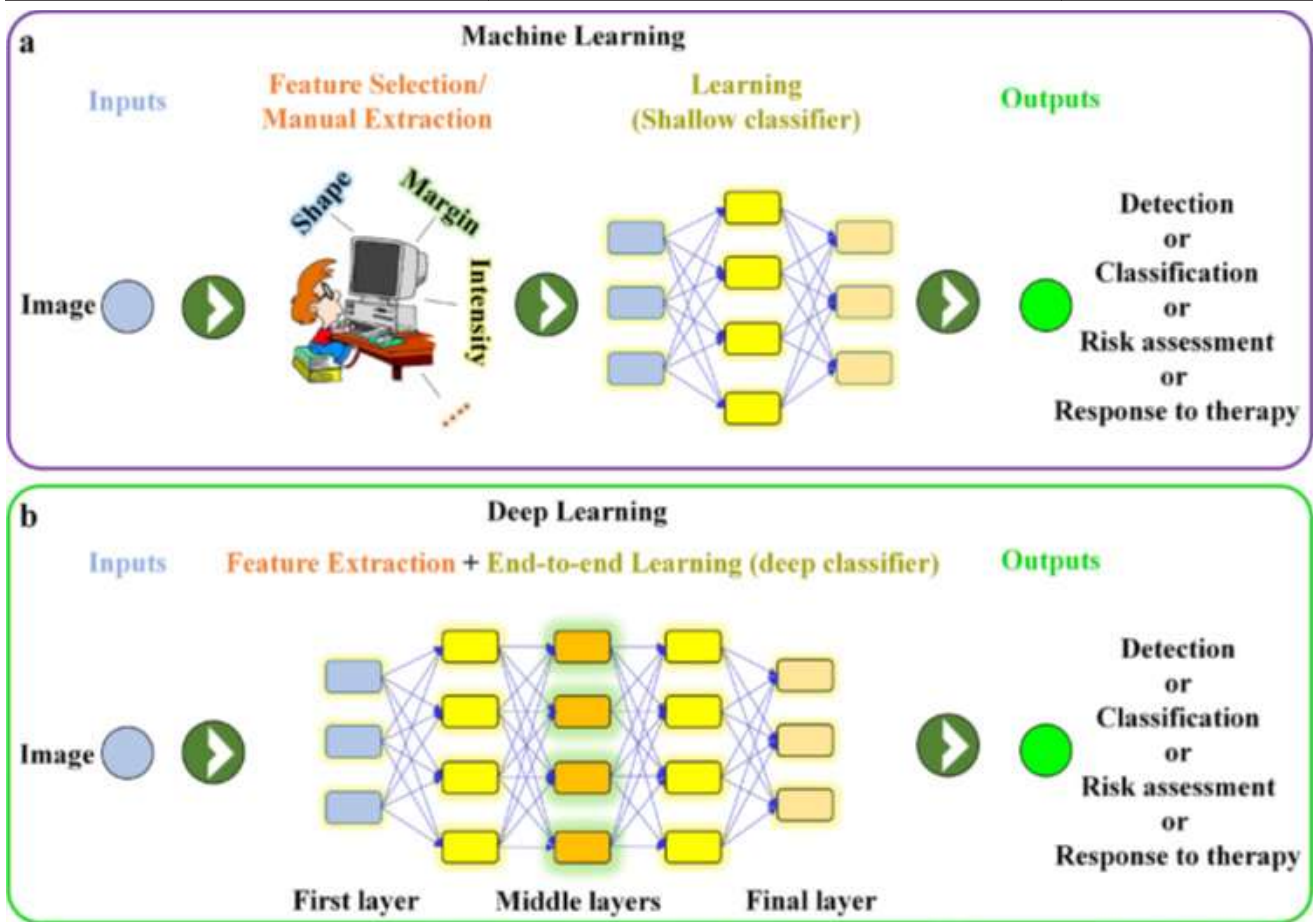 a
Machine Learning
Inputs
Feature Selection/
Manual Extraction
Learning
(Shallow classifier)
Outputs
Image
Shape
Margin
Intensity
....
Detection
or
Classification
or
Risk assessment
or
Response to therapy
b
Deep Learning
Inputs
Feature Extraction + End-to-end Learning (deep classifier)
Outputs
Image
Detection
or
Classification
or
Risk assessment
or
Response to therapy
First layer
Middle layers
Final layer